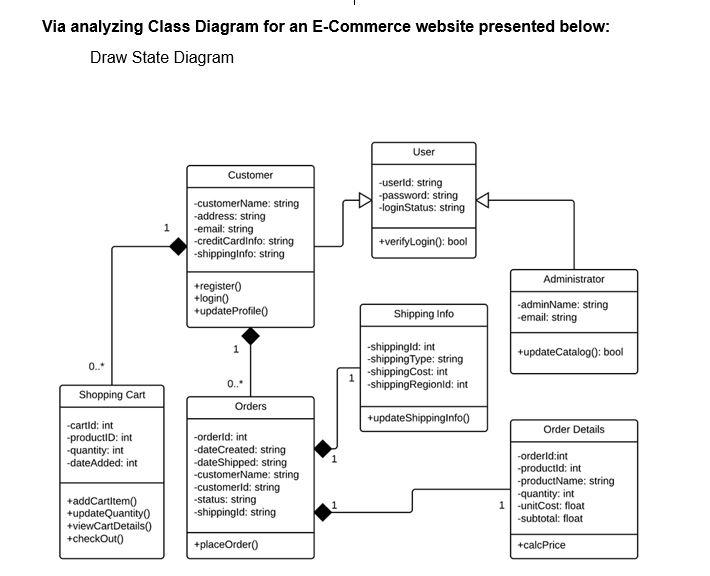 Via analyzing Class Diagram for an E-Commerce website presented below:
Draw State Diagram
User
-userId: string
-password: string
-loginStatus: string
+verifyLogin(): bool
Customer
-customerName: string
-address: string
-email: string
-creditCardInfo: string
-shippingInfo: string
+register()
+login()
+updateProfile()
1
0..*
1
0..*
Administrator
-adminName: string
-email: string
+updateCatalog(): bool
Shipping Info
-shippingId: int
-shippingType: string
-shippingCost: int
-shippingRegionId: int
+updateShippingInfo()
1
1
Shopping Cart
-cartId: int
-productID: int
-quantity: int
-dateAdded: int
+addCartItem()
+updateQuantity()
+viewCartDetails()
+checkOut()
Orders
-orderId: int
-dateCreated: string
-dateShipped: string
-customerName: string
-customerId: string
-status: string
-shippingId: string
+placeOrder()
1
1
Order Details
-orderId:int
-productId: int
-productName: string
-quantity: int
-unitCost: float
-subtotal: float
+calcPrice